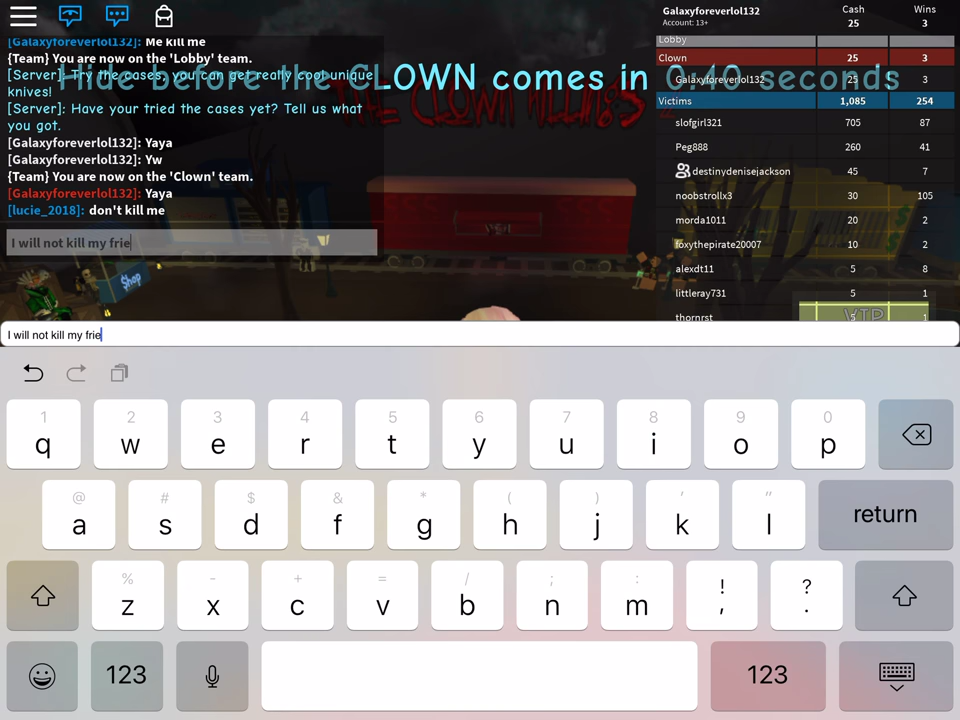 Galaxyforeverlol132
Account: 13+
Cash
25
Wins
3
[Galaxyforeverlol132]: Me kill me
{Team} You are now on the 'Lobby' team.
[Server]: Try the cases, you can get really cool unique
knives!
[Server]: Have your tried the cases yet? Tell us what
you got.
[Galaxyforeverlol132]: Yaya
[Galaxyforeverlol132]: Yw
{Team} You are now on the 'Clown' team.
[Galaxyforeverlol132]: Yaya
[lucie_2018]: don't kill me
I will not kill my frie
Hide before the CLOWN comes in 0:40 seconds
THE CLOWN KILLINGS
Lobby
Clown 25 3
Galaxyforeverlol132 25 3
Victims 1,085 254
slofgirl321 705 87
Peg888 260 41
destinydenisejackson 45 7
noobstrollx3 30 105
morda1011 20 2
foxythepirate20007 10 2
alexdt11 5 8
littleray731 5 1
thornrst 5 1
Shop
VIP
I will not kill my frie
1 2 3 4 5 6 7 8 9 0
q w e r t y u i o p
@ # $ & * ( ) ' "
a s d f g h j k l return
% - + = / ; : ! ?
z x c v b n m , .
123 123